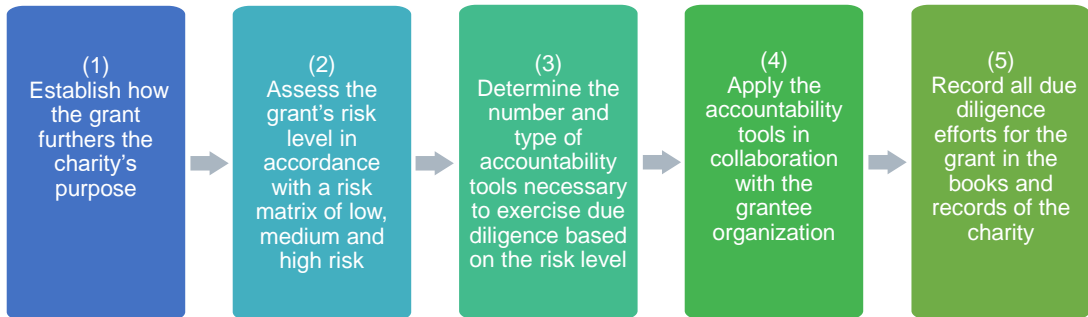 (1)
Establish how
the grant
furthers the
charity's
purpose
(2)
Assess the
grant's risk
level in
accordance
with a risk
matrix of low,
medium and
high risk
(3)
Determine the
number and
type of
accountability
tools necessary
to exercise due
diligence based
on the risk level
(4)
Apply the
accountability
tools in
collaboration
with the
grantee
organization
(5)
Record all due
diligence
efforts for the
grant in the
books and
records of the
charity